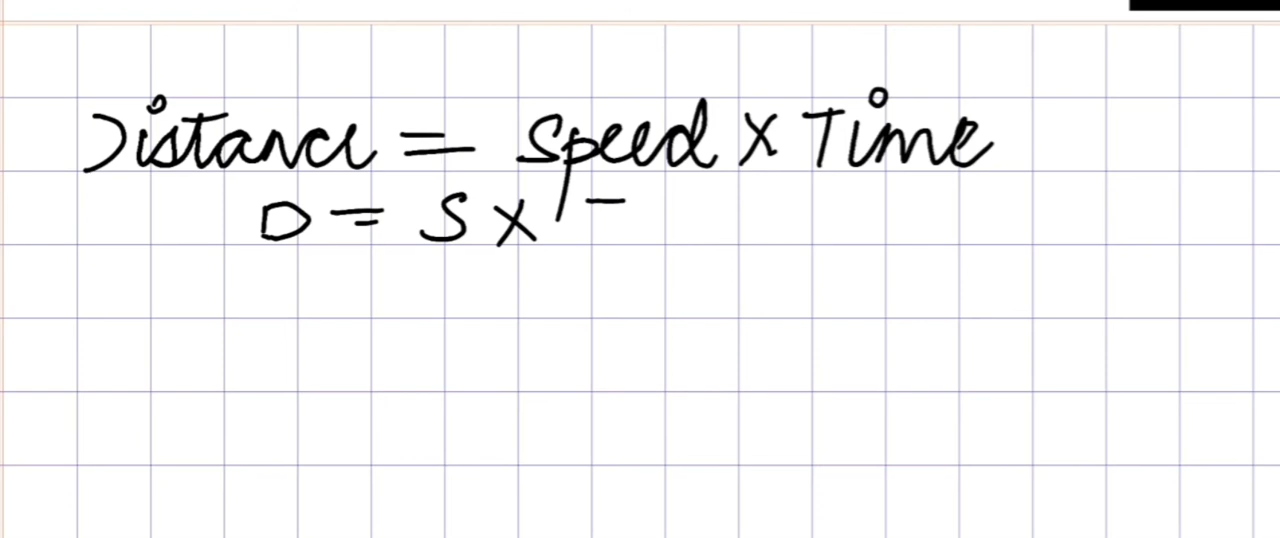 Distance = Speed X Time
D = S X